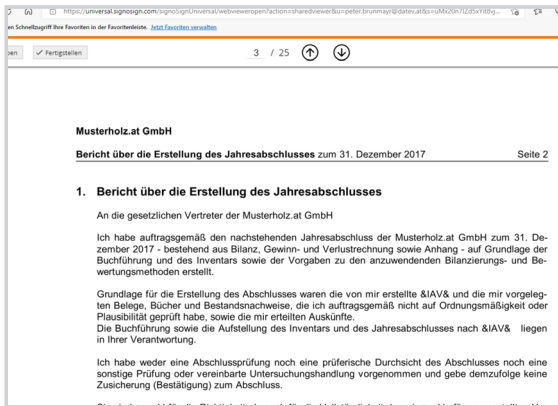 https://universal.signosign.com/signoSignUniversal/webvieweropen?action=sharedviewer&u=peter.brunmayr@datev.at&s=
en Schnellzugriff Ihre Favoriten in der Favoritenleiste. Jetzt Favoriten verwalten
ben ✓ Fertigstellen 3 / 25
Musterholz.at GmbH
Bericht über die Erstellung des Jahresabschlusses zum 31. Dezember 2017 Seite 2
1. Bericht über die Erstellung des Jahresabschlusses
An die gesetzlichen Vertreter der Musterholz.at GmbH
Ich habe auftragsgemäß den nachstehenden Jahresabschluss der Musterholz.at GmbH zum 31. De-
zember 2017 - bestehend aus Bilanz, Gewinn- und Verlustrechnung sowie Anhang - auf Grundlage der
Buchführung und des Inventars sowie der Vorgaben zu den anzuwendenden Bilanzierungs- und Be-
wertungsmethoden erstellt.
Grundlage für die Erstellung des Abschlusses waren die von mir erstellte &IAV& und die mir vorgeleg-
ten Belege, Bücher und Bestandsnachweise, die ich auftragsgemäß nicht auf Ordnungsmäßigkeit oder
Plausibilität geprüft habe, sowie die mir erteilten Auskünfte.
Die Buchführung sowie die Aufstellung des Inventars und des Jahresabschlusses nach &IAV& liegen
in Ihrer Verantwortung.
Ich habe weder eine Abschlussprüfung noch eine prüferische Durchsicht des Abschlusses noch eine
sonstige Prüfung oder vereinbarte Untersuchungshandlung vorgenommen und gebe demzufolge keine
Zusicherung (Bestätigung) zum Abschluss.